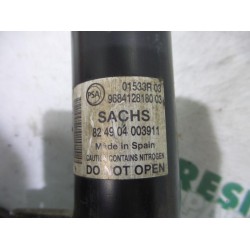 PSA
01533R 03
9684128180 03
SACHS
82 49 04 003911
Made in Spain
CAUTION CONTAINS NITROGEN
DO NOT OPEN